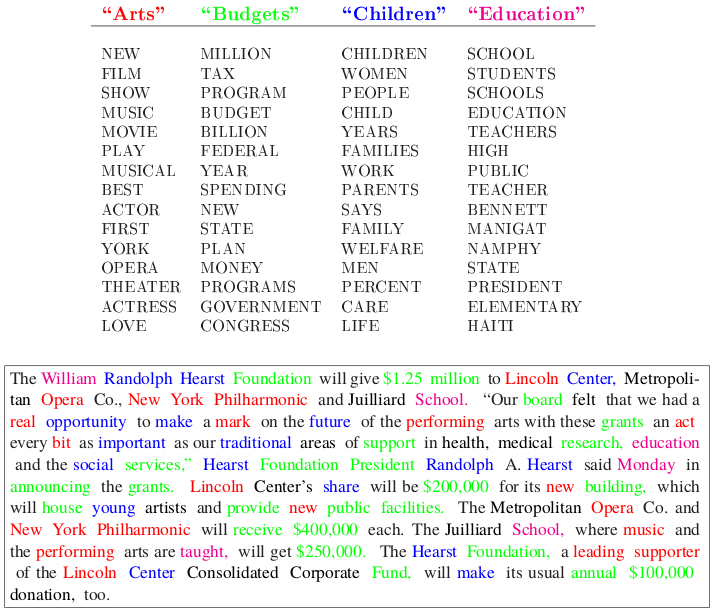 “Arts” “Budgets” “Children” “Education”
NEW MILLION CHILDREN SCHOOL
FILM TAX WOMEN STUDENTS
SHOW PROGRAM PEOPLE SCHOOLS
MUSIC BUDGET CHILD EDUCATION
MOVIE BILLION YEARS TEACHERS
PLAY FEDERAL FAMILIES HIGH
MUSICAL YEAR WORK PUBLIC
BEST SPENDING PARENTS TEACHER
ACTOR NEW SAYS BENNETT
FIRST STATE FAMILY MANIGAT
YORK PLAN WELFARE NAMPHY
OPERA MONEY MEN STATE
THEATER PROGRAMS PERCENT PRESIDENT
ACTRESS GOVERNMENT CARE ELEMENTARY
LOVE CONGRESS LIFE HAITI
The William Randolph Hearst Foundation will give $1.25 million to Lincoln Center, Metropoli-
tan Opera Co., New York Philharmonic and Juilliard School. “Our board felt that we had a
real opportunity to make a mark on the future of the performing arts with these grants an act
every bit as important as our traditional areas of support in health, medical research, education
and the social services,” Hearst Foundation President Randolph A. Hearst said Monday in
announcing the grants. Lincoln Center’s share will be $200,000 for its new building, which
will house young artists and provide new public facilities. The Metropolitan Opera Co. and
New York Philharmonic will receive $400,000 each. The Juilliard School, where music and
the performing arts are taught, will get $250,000. The Hearst Foundation, a leading supporter
of the Lincoln Center Consolidated Corporate Fund, will make its usual annual $100,000
donation, too.